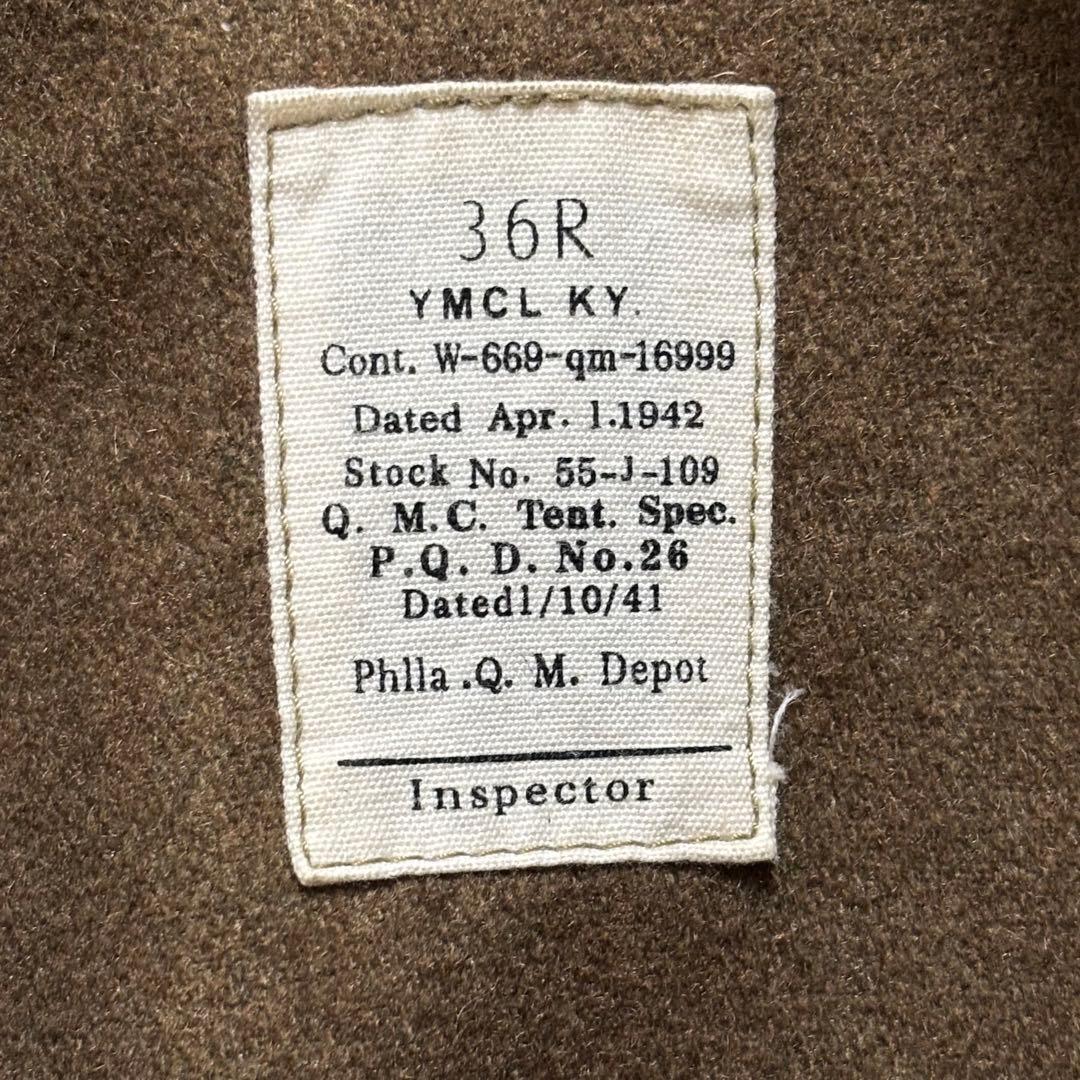 36R
YMCL KY.
Cont. W-669-qm-16999
Dated Apr. 1.1942
Stock No. 55-J-109
Q. M.C. Tent. Spec.
P.Q. D. No.26
Dated1/10/41
Phlla .Q. M. Depot
Inspector